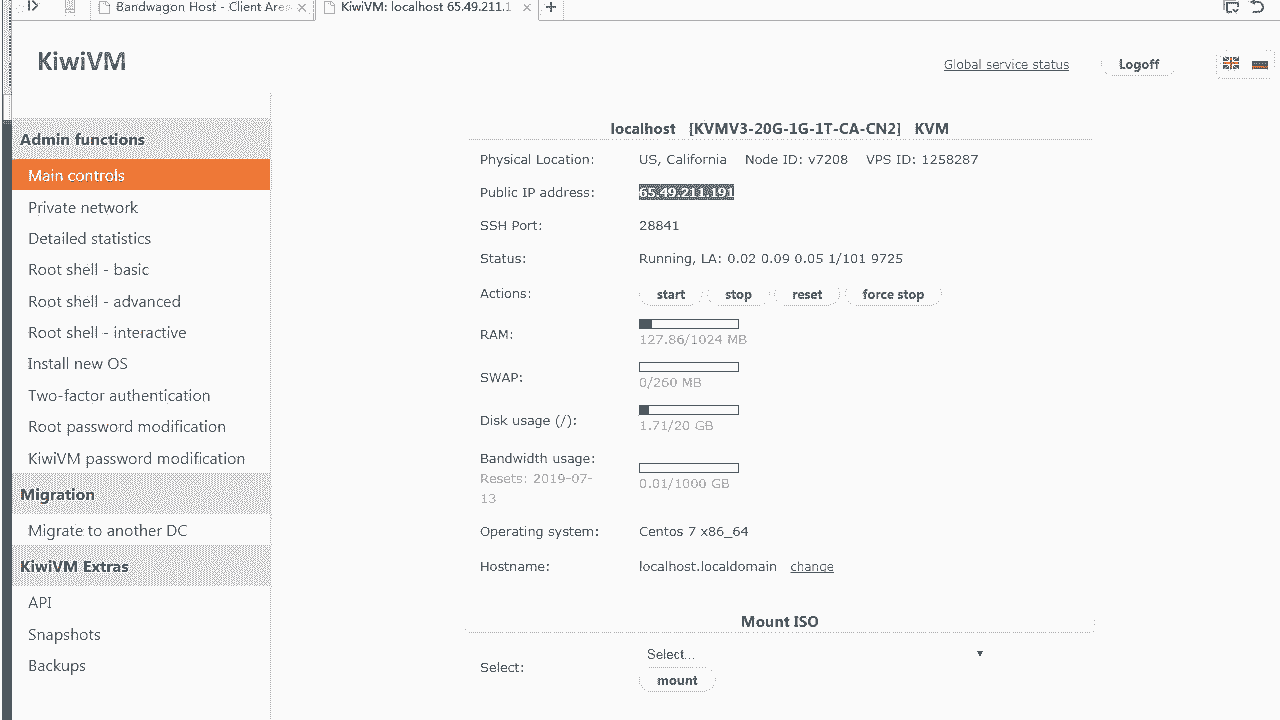 Bandwagon Host - Client Area
KiwiVM: localhost 65.49.211.1
KiwiVM
Global service status
Logoff
Admin functions
Main controls
Private network
Detailed statistics
Root shell - basic
Root shell - advanced
Root shell - interactive
Install new OS
Two-factor authentication
Root password modification
KiwiVM password modification
Migration
Migrate to another DC
KiwiVM Extras
API
Snapshots
Backups
localhost [KVMV3-20G-1G-1T-CA-CN2] KVM
Physical Location: US, California Node ID: v7208 VPS ID: 1258287
Public IP address: 65.49.211.191
SSH Port: 28841
Status: Running, LA: 0.02 0.09 0.05 1/101 9725
Actions: start stop reset force stop
RAM:
127.86/1024 MB
SWAP:
0/260 MB
Disk usage (/):
1.71/20 GB
Bandwidth usage:
Resets: 2019-07-
13
0.01/1000 GB
Operating system: Centos 7 x86_64
Hostname: localhost.localdomain change
Mount ISO
Select: Select...
mount